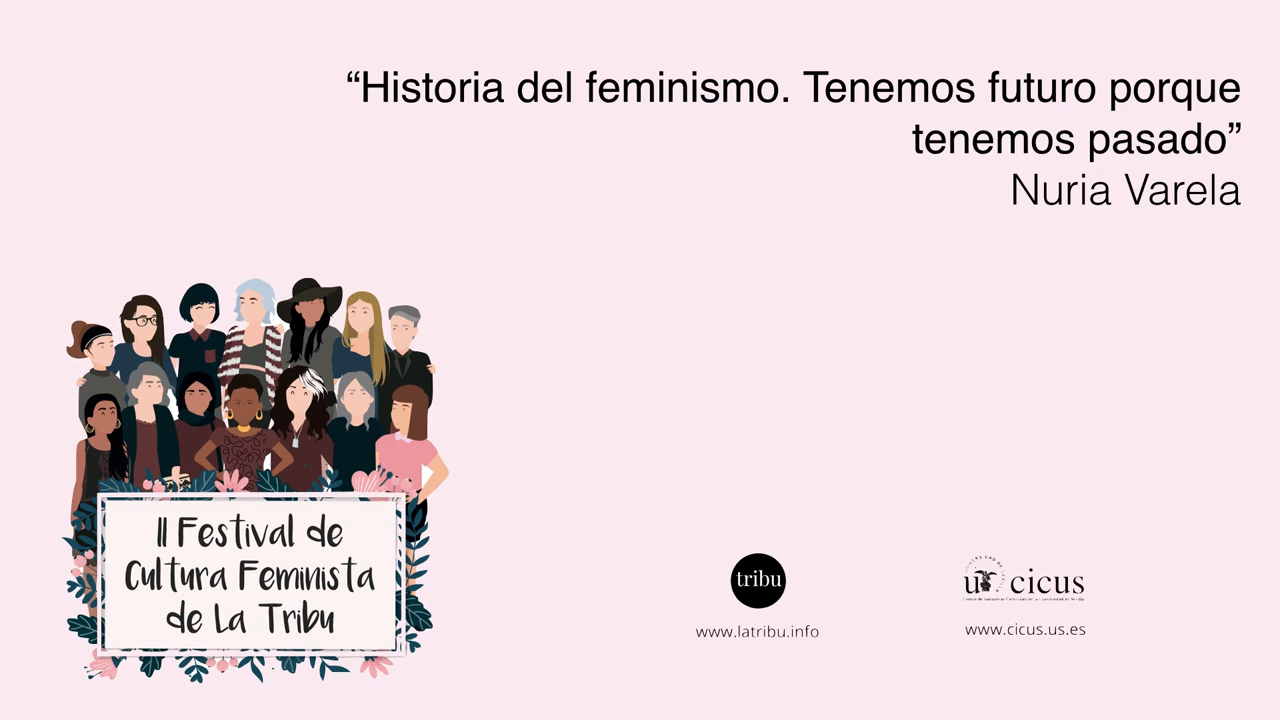 “Historia del feminismo. Tenemos futuro porque
tenemos pasado”
Nuria Varela
II Festival de
Cultura Feminista
de La Tribu
tribu
www.latribu.info
us cicus
www.cicus.us.es